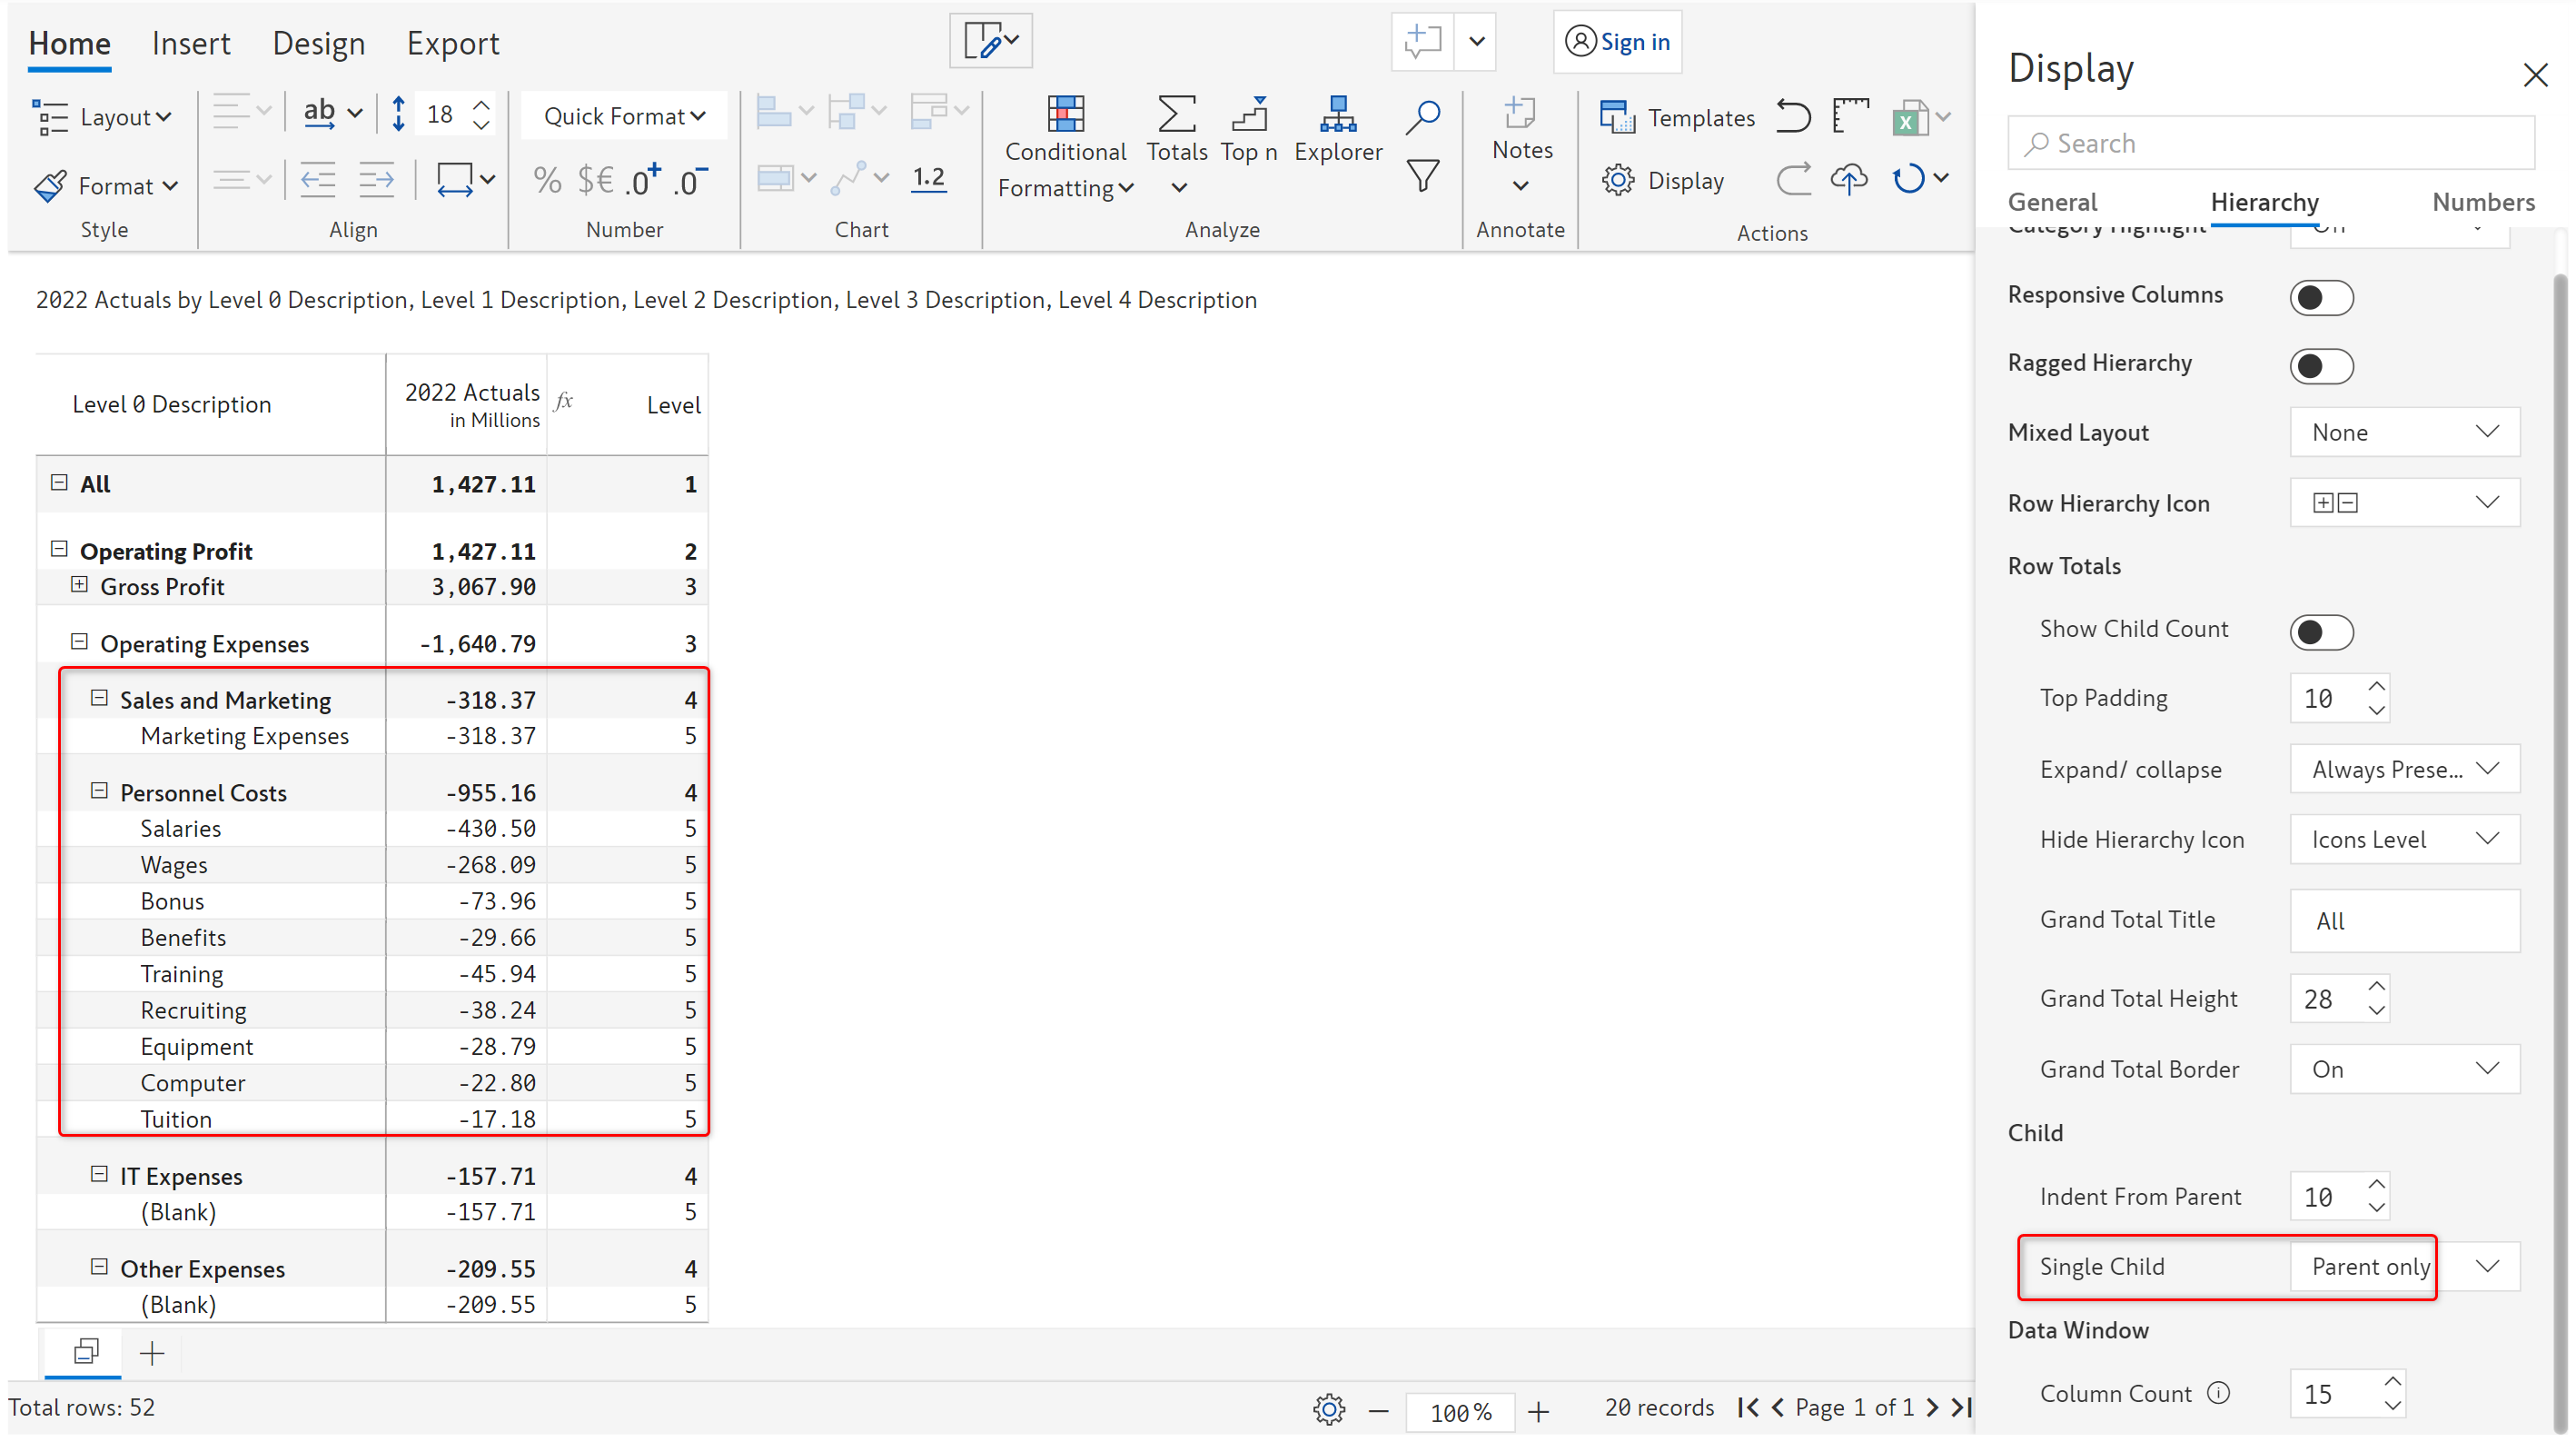 Home Insert Design Export
Sign in
Layout ab 18 Quick Format
Format % $€ .0+ .0- 1.2
Conditional Formatting Totals Top n Explorer
Notes
Templates
Display
Style Align Number Chart Analyze Annotate Actions
2022 Actuals by Level 0 Description, Level 1 Description, Level 2 Description, Level 3 Description, Level 4 Description
Level 0 Description 2022 Actuals in Millions fx Level
All 1,427.11 1
Operating Profit 1,427.11 2
Gross Profit 3,067.90 3
Operating Expenses -1,640.79 3
Sales and Marketing -318.37 4
Marketing Expenses -318.37 5
Personnel Costs -955.16 4
Salaries -430.50 5
Wages -268.09 5
Bonus -73.96 5
Benefits -29.66 5
Training -45.94 5
Recruiting -38.24 5
Equipment -28.79 5
Computer -22.80 5
Tuition -17.18 5
IT Expenses -157.71 4
(Blank) -157.71 5
Other Expenses -209.55 4
(Blank) -209.55 5
Total rows: 52
100% 20 records Page 1 of 1
Display
Search
General Hierarchy Numbers
Category Highlight Off
Responsive Columns
Ragged Hierarchy
Mixed Layout None
Row Hierarchy Icon
Row Totals
Show Child Count
Top Padding 10
Expand/ collapse Always Prese...
Hide Hierarchy Icon Icons Level
Grand Total Title All
Grand Total Height 28
Grand Total Border On
Child
Indent From Parent 10
Single Child Parent only
Data Window
Column Count 15